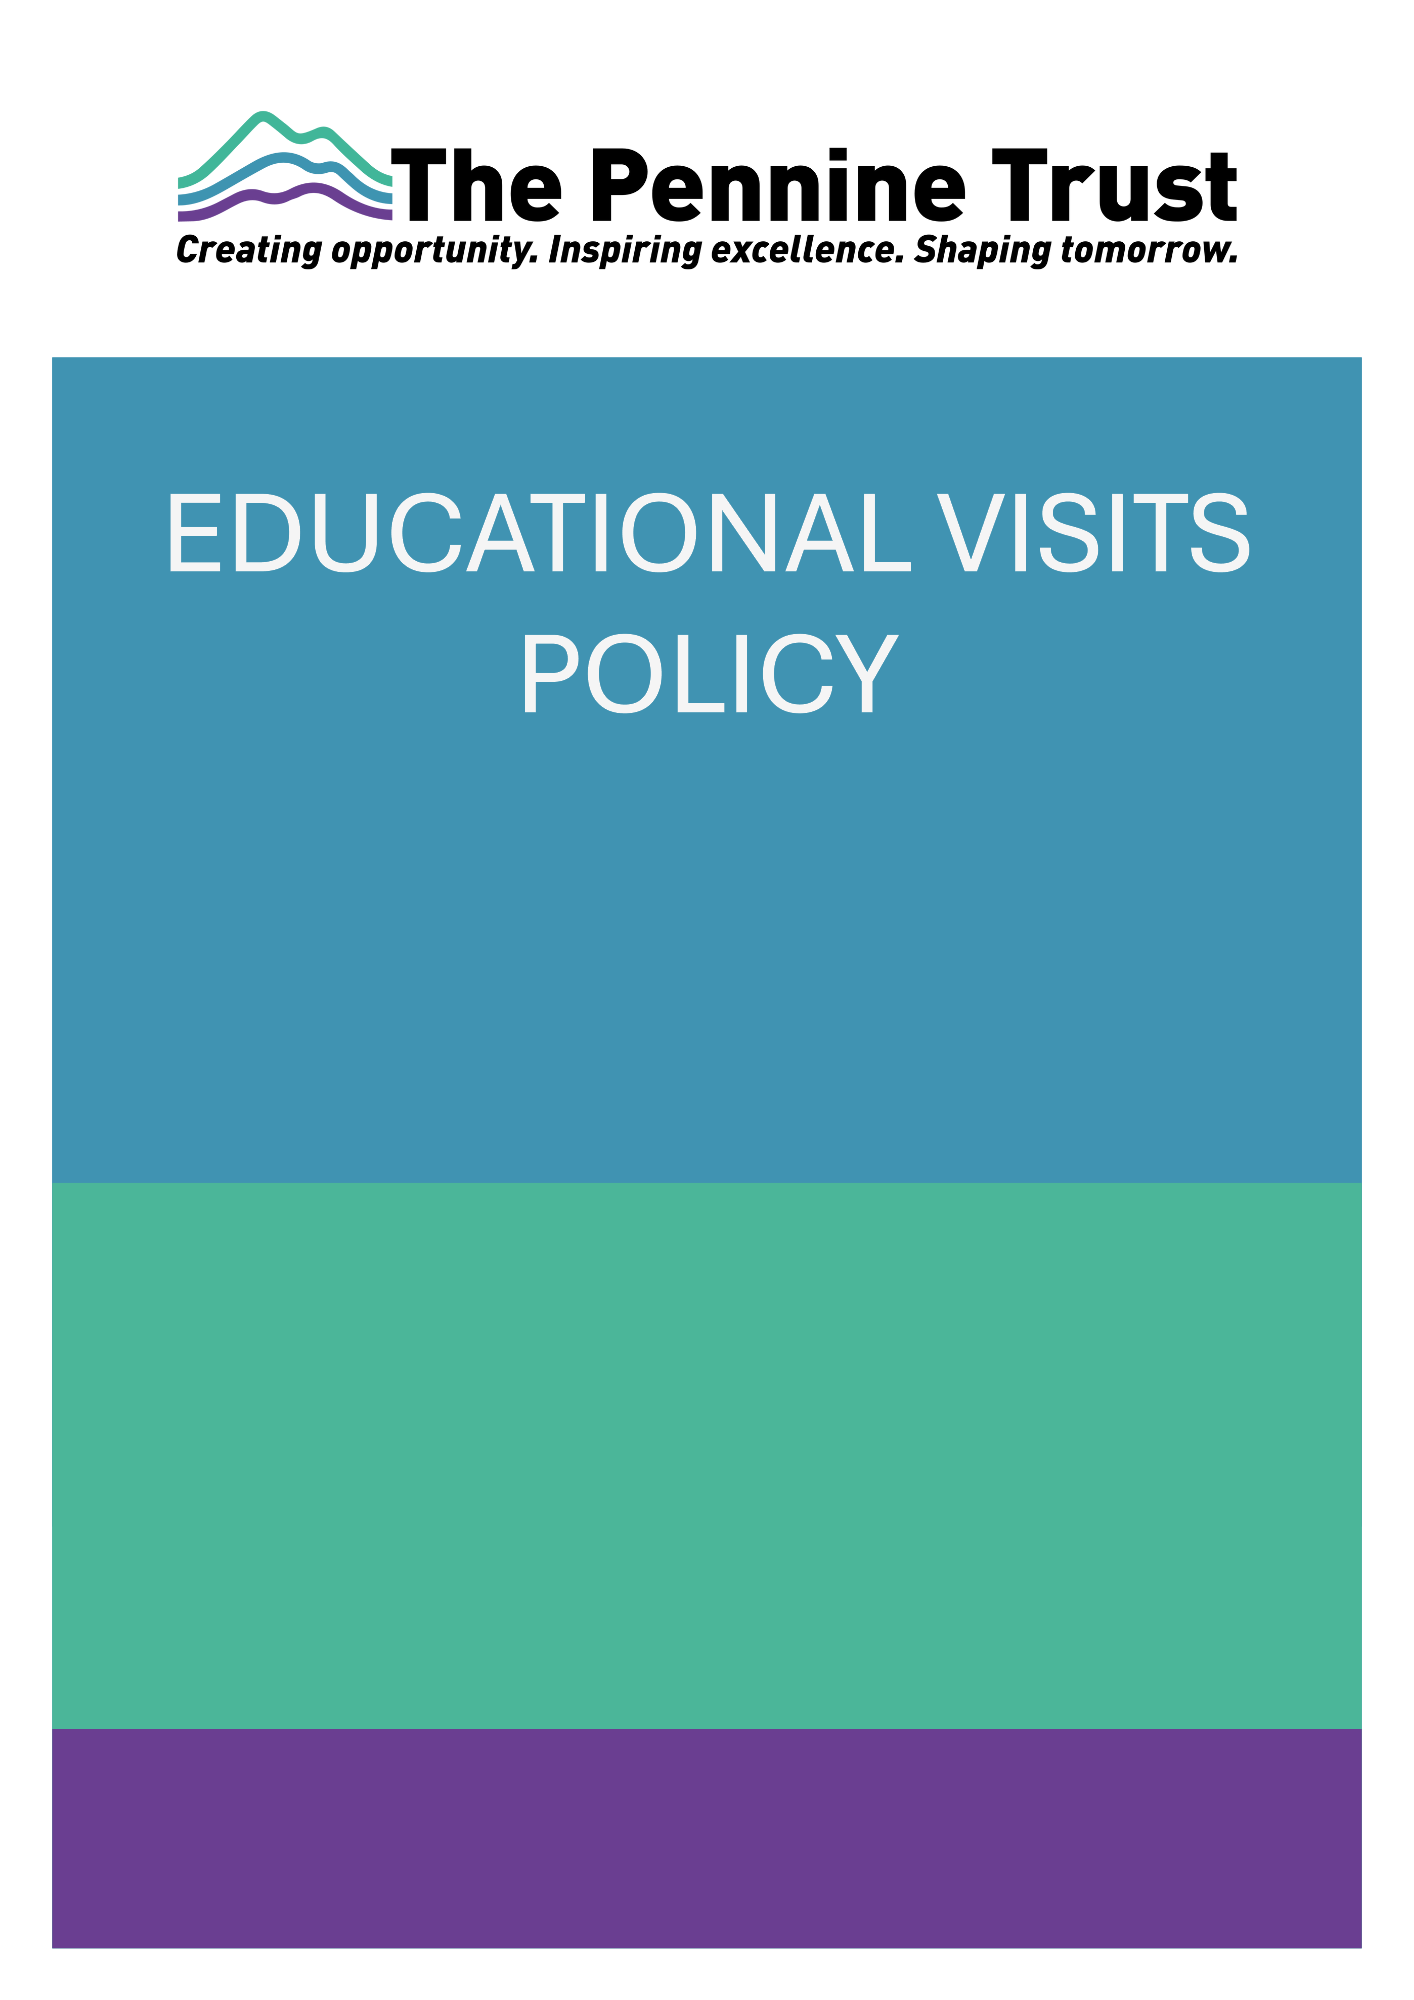 The Pennine Trust
Creating opportunity. Inspiring excellence. Shaping tomorrow.
EDUCATIONAL VISITS
POLICY